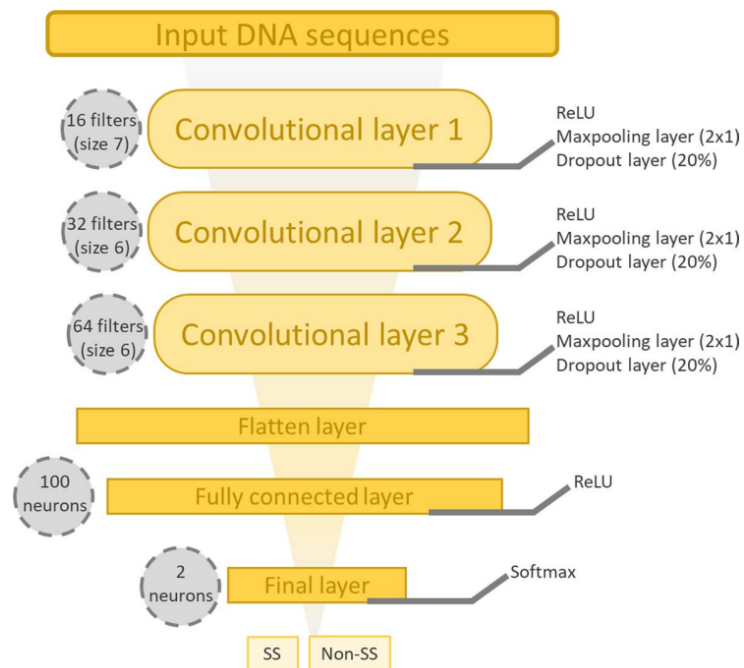 Input DNA sequences
16 filters
(size 7)
Convolutional layer 1
ReLU
Maxpooling layer (2x1)
Dropout layer (20%)
32 filters
(size 6)
Convolutional layer 2
ReLU
Maxpooling layer (2x1)
Dropout layer (20%)
64 filters
(size 6)
Convolutional layer 3
ReLU
Maxpooling layer (2x1)
Dropout layer (20%)
Flatten layer
100
neurons
Fully connected layer
ReLU
2
neurons
Final layer
Softmax
SS
Non-SS